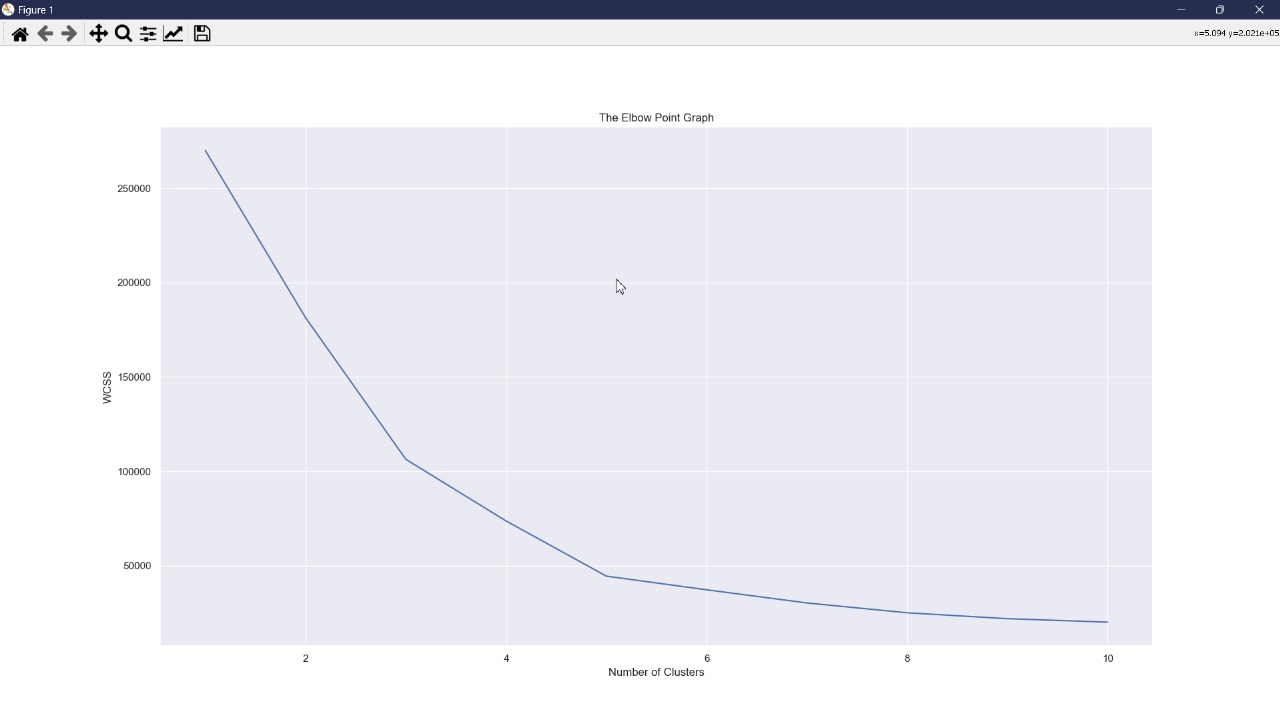 Figure 1
x=5.094 y=2.021e+05
The Elbow Point Graph
250000
200000
150000
100000
50000
WCSS
2 4 6 8 10
Number of Clusters